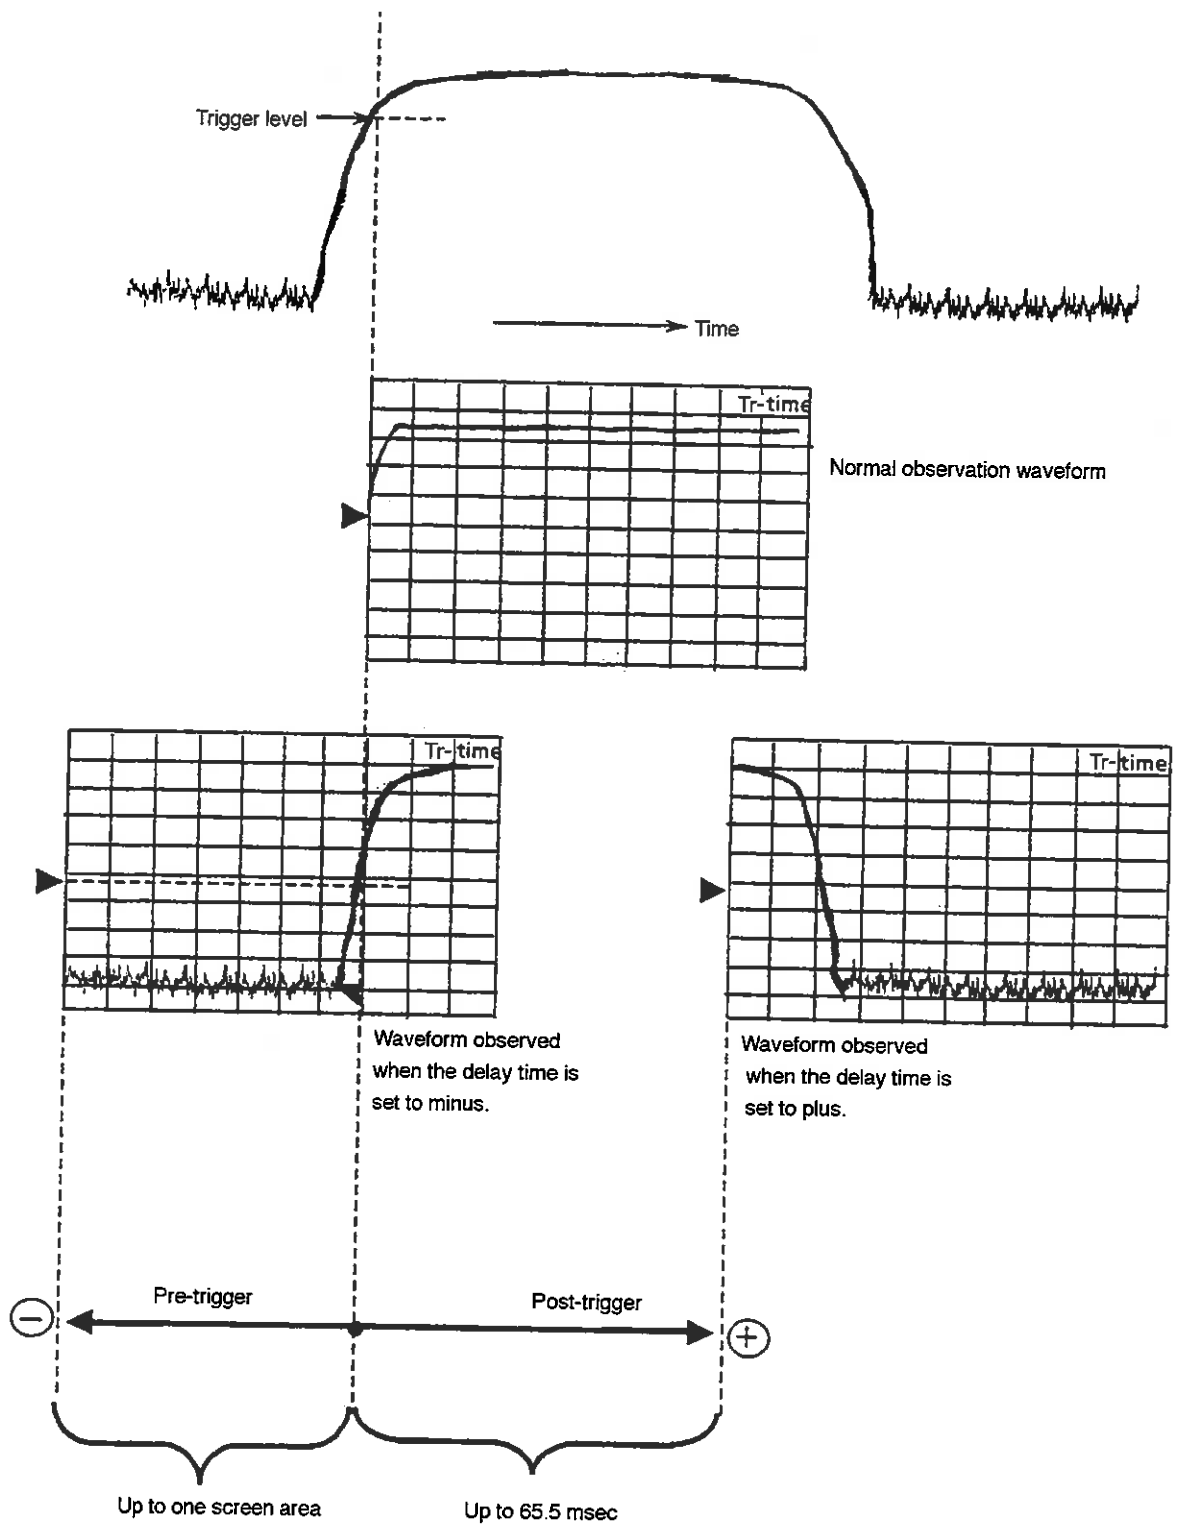 Trigger level
Time
Tr-time
Normal observation waveform
Tr-time
Tr-time
Waveform observed
when the delay time is
set to minus.
Waveform observed
when the delay time is
set to plus.
Pre-trigger
Post-trigger
−
+
Up to one screen area
Up to 65.5 msec